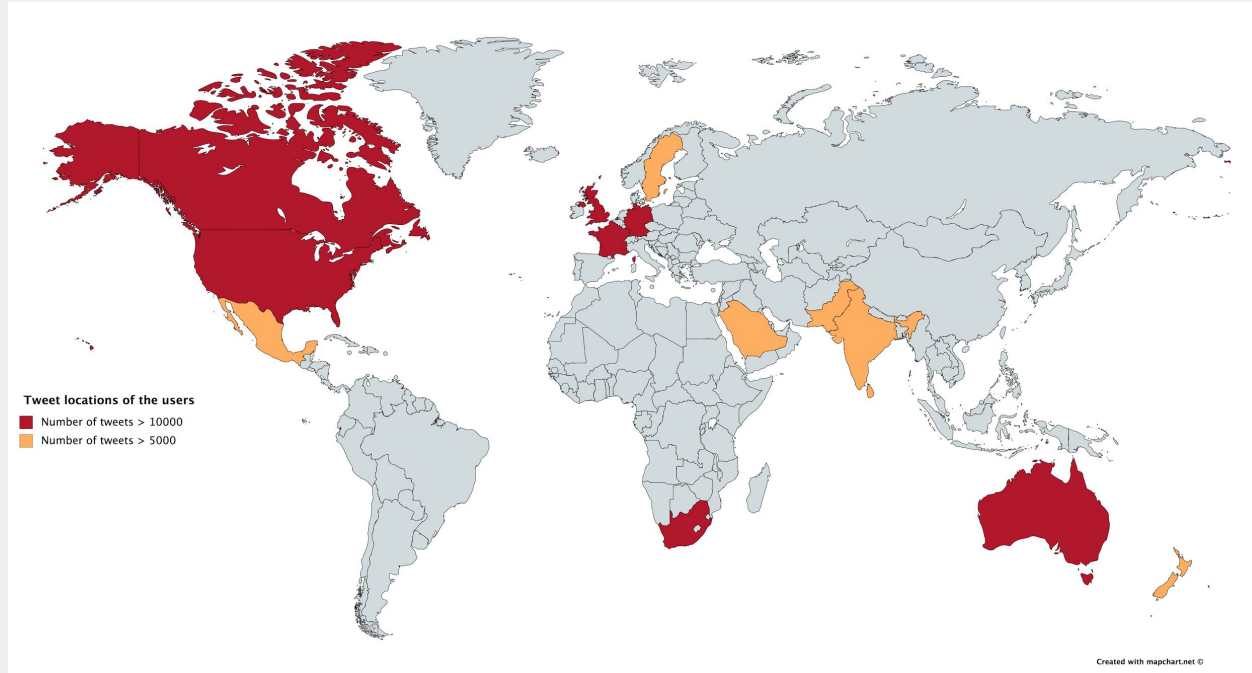 Tweet locations of the users
Number of tweets > 10000
Number of tweets > 5000
Created with mapchart.net ©